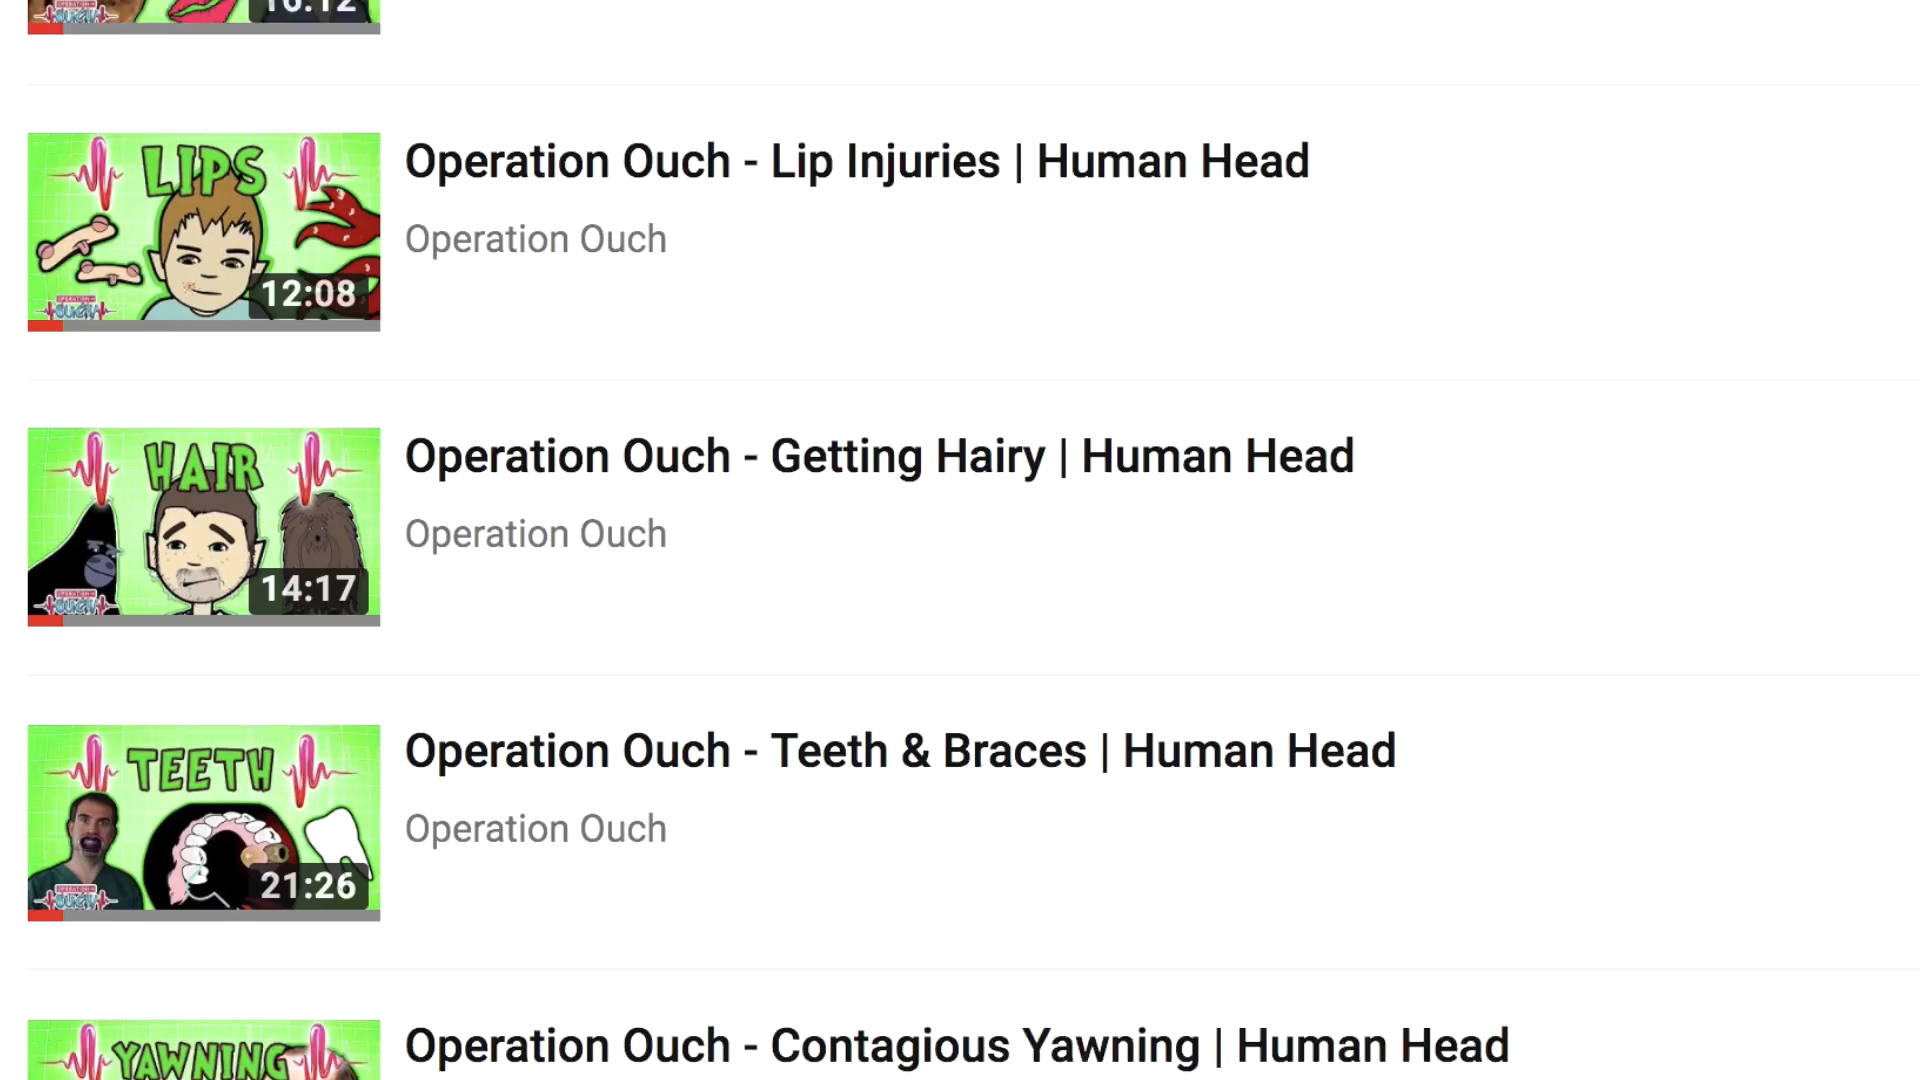 16:12
LIPS
12:08
Operation Ouch - Lip Injuries | Human Head
Operation Ouch
HAIR
14:17
Operation Ouch - Getting Hairy | Human Head
Operation Ouch
TEETH
21:26
Operation Ouch - Teeth & Braces | Human Head
Operation Ouch
YAWNING
Operation Ouch - Contagious Yawning | Human Head